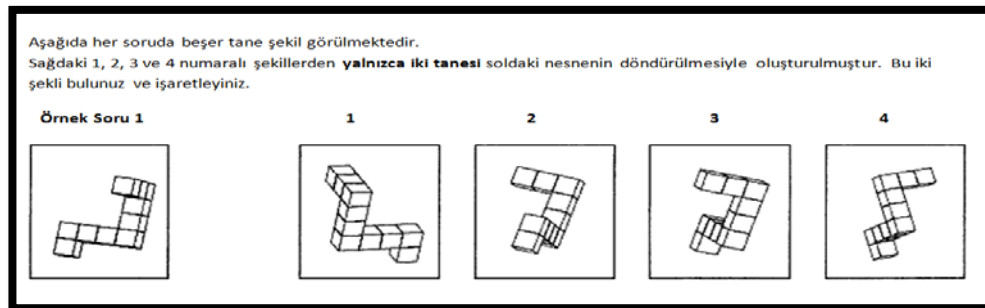 Aşağıda her soruda beşer tane şekil görülmektedir.
Sağdaki 1, 2, 3 ve 4 numaralı şekillerden yalnızca iki tanesi soldaki nesnenin döndürülmesiyle oluşturulmuştur. Bu iki
şekli bulunuz ve işaretleyiniz.
Örnek Soru 1 1 2 3 4